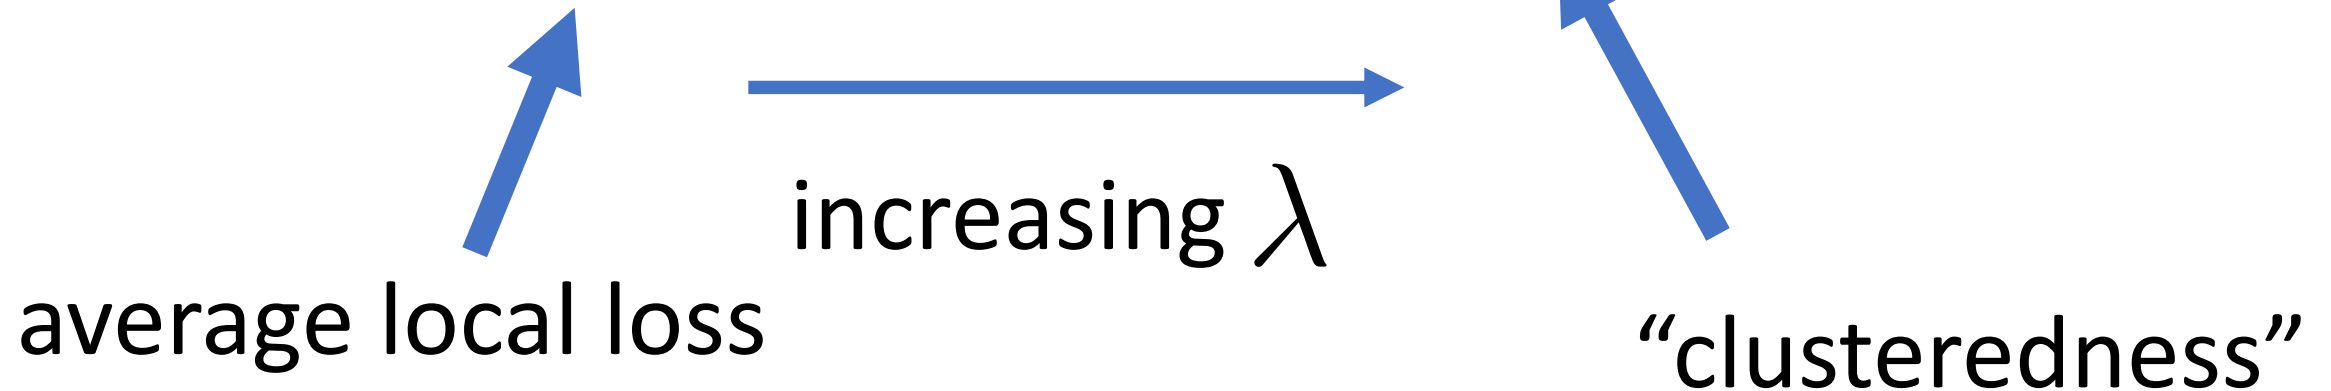 increasing λ
average local loss
“clusteredness”